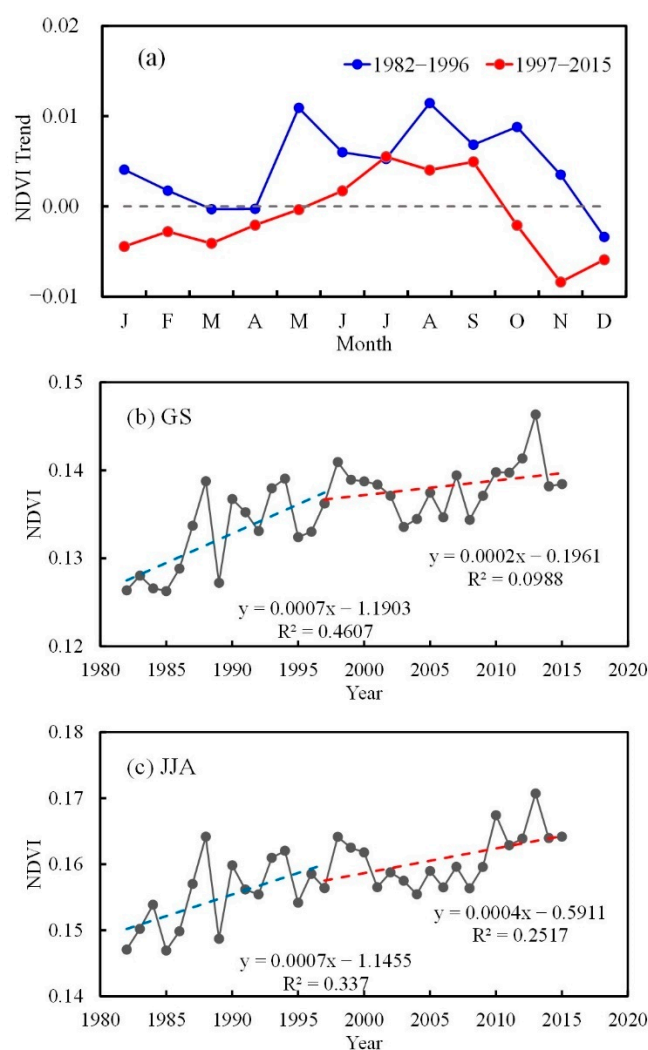 0.02
(a)
1982−1996
1997−2015
0.01
0.00
−0.01
NDVI Trend
J F M A M J J A S O N D
Month
0.15
(b) GS
0.14
NDVI
0.13
y = 0.0002x − 0.1961
R² = 0.0988
y = 0.0007x − 1.1903
R² = 0.4607
0.12
1980 1985 1990 1995 2000 2005 2010 2015 2020
Year
0.18
(c) JJA
0.17
NDVI
0.16
0.15
y = 0.0004x − 0.5911
R² = 0.2517
y = 0.0007x − 1.1455
R² = 0.337
0.14
1980 1985 1990 1995 2000 2005 2010 2015 2020
Year